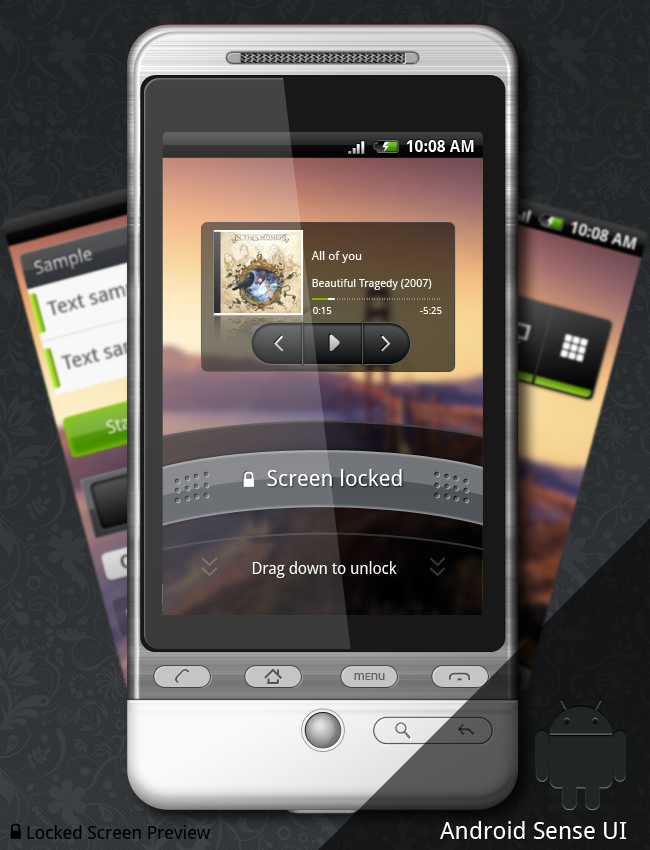 10:08 AM
IN THIS MOMENT
All of you
Beautiful Tragedy (2007)
0:15
-5:25
Screen locked
Drag down to unlock
MENU
Sample
Text sam
Text sam
Sta
10:08 AM
Locked Screen Preview
Android Sense UI